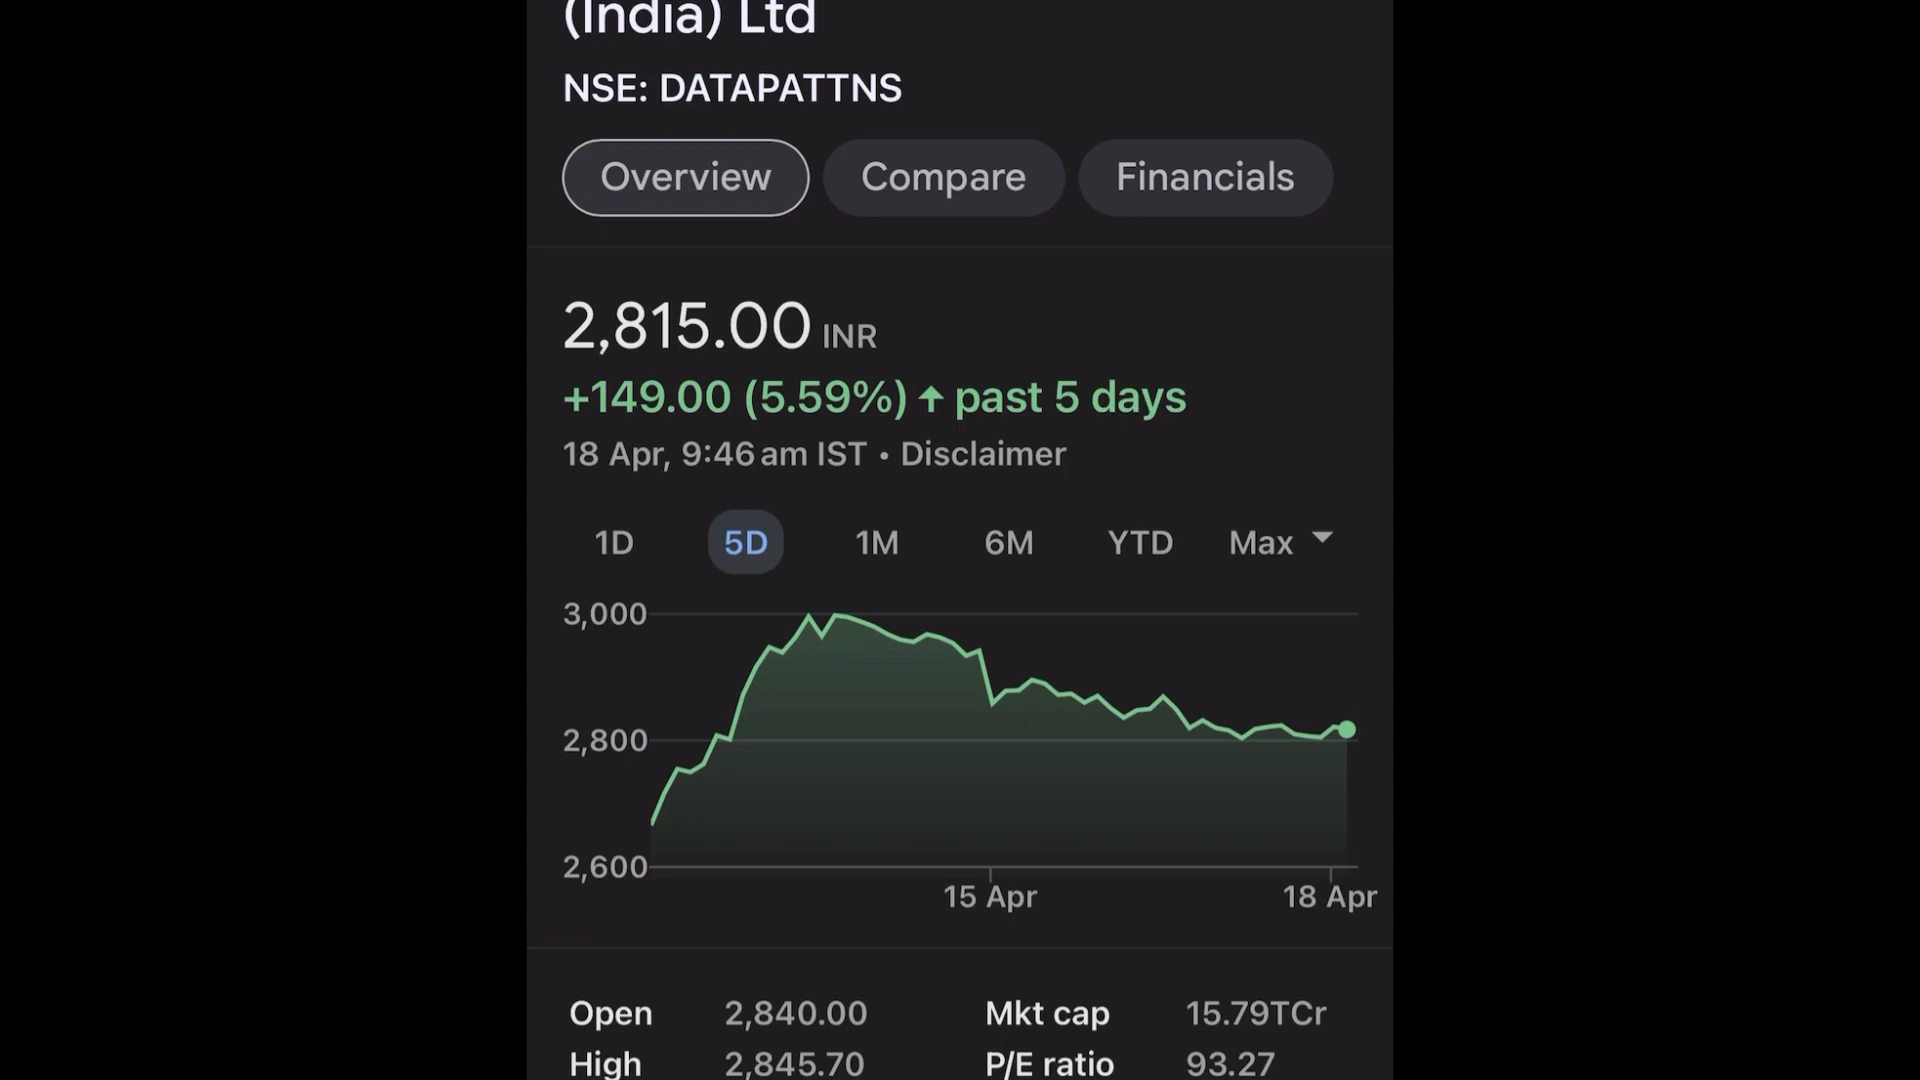 (India) Ltd
NSE: DATAPATTNS
Overview Compare Financials
2,815.00 INR
+149.00 (5.59%) ↑ past 5 days
18 Apr, 9:46 am IST • Disclaimer
1D 5D 1M 6M YTD Max
3,000
2,800
2,600
15 Apr 18 Apr
Open 2,840.00 Mkt cap 15.79TCr
High 2,845.70 P/E ratio 93.27